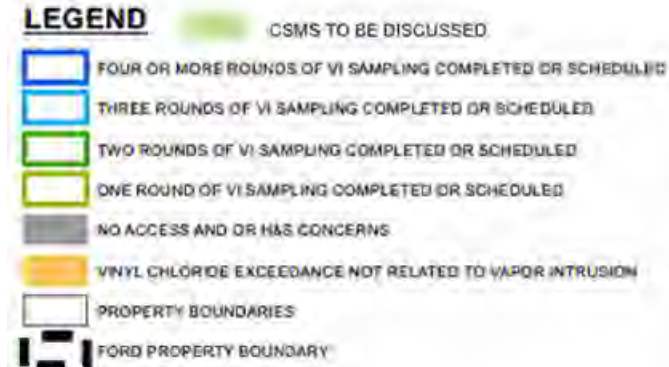 LEGEND
CSMS TO BE DISCUSSED
FOUR OR MORE ROUNDS OF VI SAMPLING COMPLETED OR SCHEDULED
THREE ROUNDS OF VI SAMPLING COMPLETED OR SCHEDULED
TWO ROUNDS OF VI SAMPLING COMPLETED OR SCHEDULED
ONE ROUND OF VI SAMPLING COMPLETED OR SCHEDULED
NO ACCESS AND OR H&S CONCERNS
VINYL CHLORIDE EXCEEDANCE NOT RELATED TO VAPOR INTRUSION
PROPERTY BOUNDARIES
FORD PROPERTY BOUNDARY